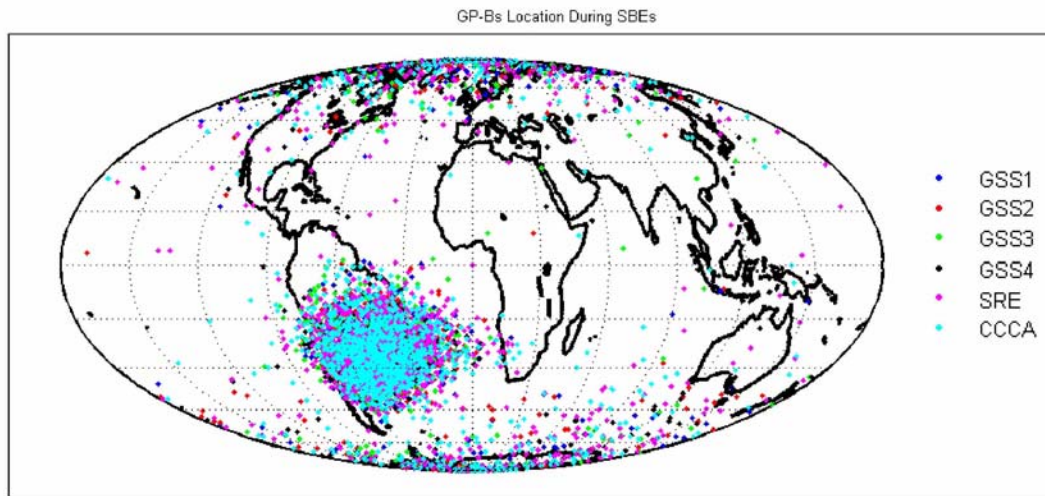 GP-Bs Location During SBEs
GSS1
GSS2
GSS3
GSS4
SRE
CCCA